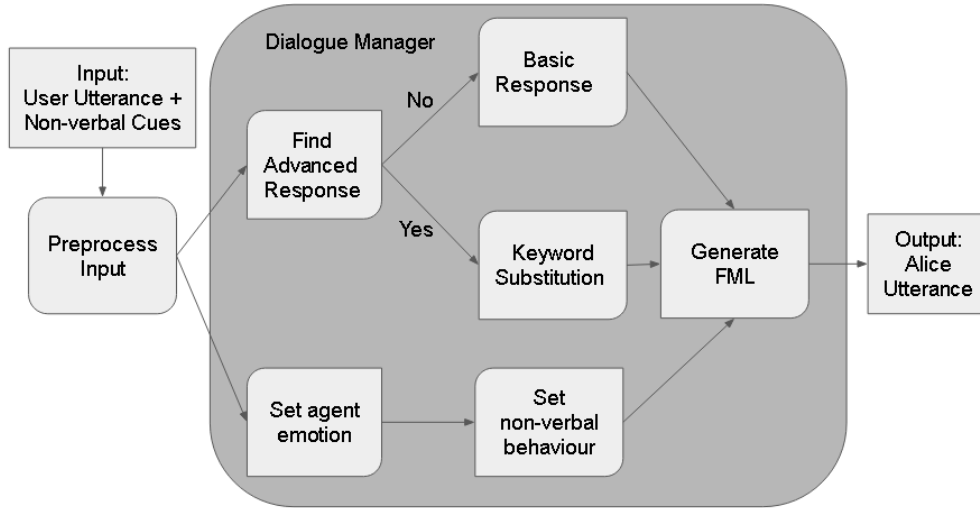 Dialogue Manager
Input:
User Utterance +
Non-verbal Cues
Preprocess
Input
Find
Advanced
Response
No
Yes
Basic
Response
Keyword
Substitution
Generate
FML
Output:
Alice
Utterance
Set agent
emotion
Set
non-verbal
behaviour